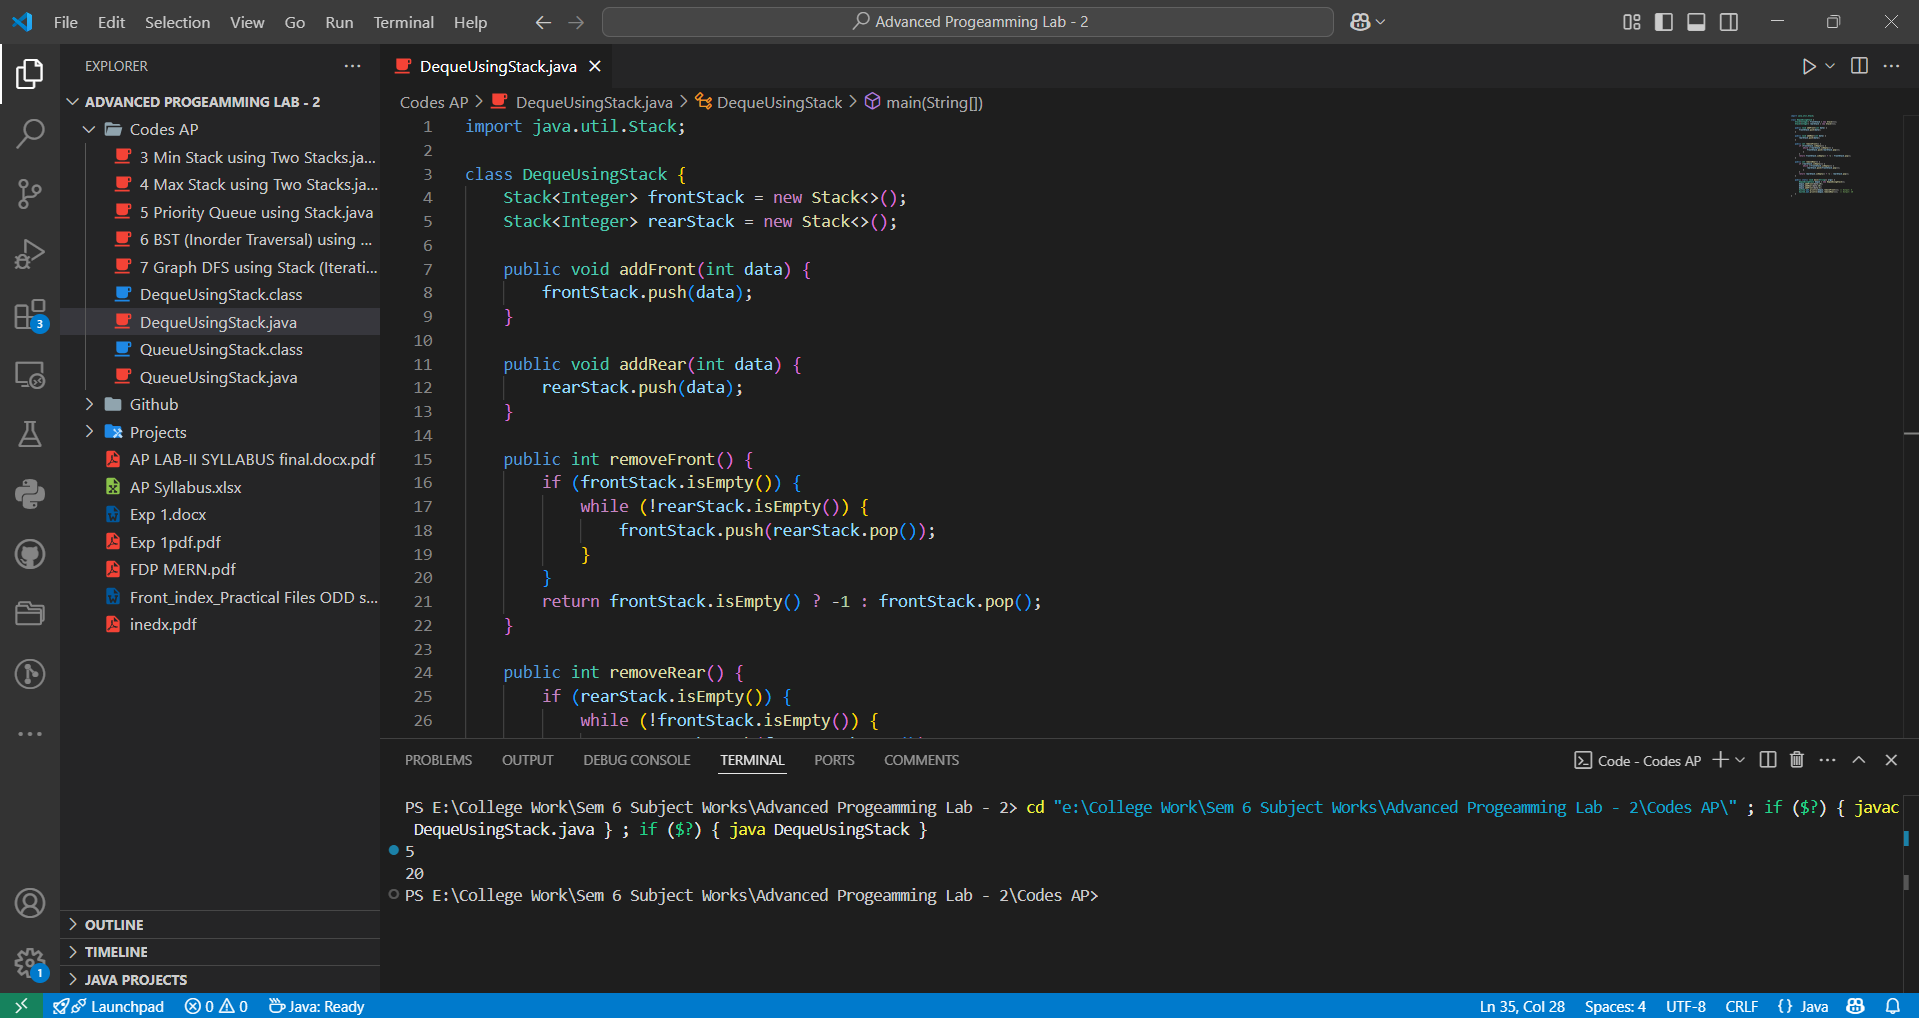 File Edit Selection View Go Run Terminal Help
Advanced Progeamming Lab - 2
EXPLORER
ADVANCED PROGEAMMING LAB - 2
Codes AP
3 Min Stack using Two Stacks.ja...
4 Max Stack using Two Stacks.ja...
5 Priority Queue using Stack.java
6 BST (Inorder Traversal) using ...
7 Graph DFS using Stack (Iterati...
DequeUsingStack.class
DequeUsingStack.java
QueueUsingStack.class
QueueUsingStack.java
Github
Projects
AP LAB-II SYLLABUS final.docx.pdf
AP Syllabus.xlsx
Exp 1.docx
Exp 1pdf.pdf
FDP MERN.pdf
Front_index_Practical Files ODD s...
inedx.pdf
OUTLINE
TIMELINE
JAVA PROJECTS
3
1
DequeUsingStack.java
Codes AP > DequeUsingStack.java > DequeUsingStack > main(String[])
1 import java.util.Stack;
2
3 class DequeUsingStack {
4 Stack<Integer> frontStack = new Stack<>();
5 Stack<Integer> rearStack = new Stack<>();
6
7 public void addFront(int data) {
8 frontStack.push(data);
9 }
10
11 public void addRear(int data) {
12 rearStack.push(data);
13 }
14
15 public int removeFront() {
16 if (frontStack.isEmpty()) {
17 while (!rearStack.isEmpty()) {
18 frontStack.push(rearStack.pop());
19 }
20 }
21 return frontStack.isEmpty() ? -1 : frontStack.pop();
22 }
23
24 public int removeRear() {
25 if (rearStack.isEmpty()) {
26 while (!frontStack.isEmpty()) {
PROBLEMS OUTPUT DEBUG CONSOLE TERMINAL PORTS COMMENTS
Code - Codes AP
PS E:\College Work\Sem 6 Subject Works\Advanced Progeamming Lab - 2> cd "e:\College Work\Sem 6 Subject Works\Advanced Progeamming Lab - 2\Codes AP\" ; if ($?) { javac
DequeUsingStack.java } ; if ($?) { java DequeUsingStack }
5
20
PS E:\College Work\Sem 6 Subject Works\Advanced Progeamming Lab - 2\Codes AP>
Launchpad 0 0 Java: Ready
Ln 35, Col 28 Spaces: 4 UTF-8 CRLF {} Java